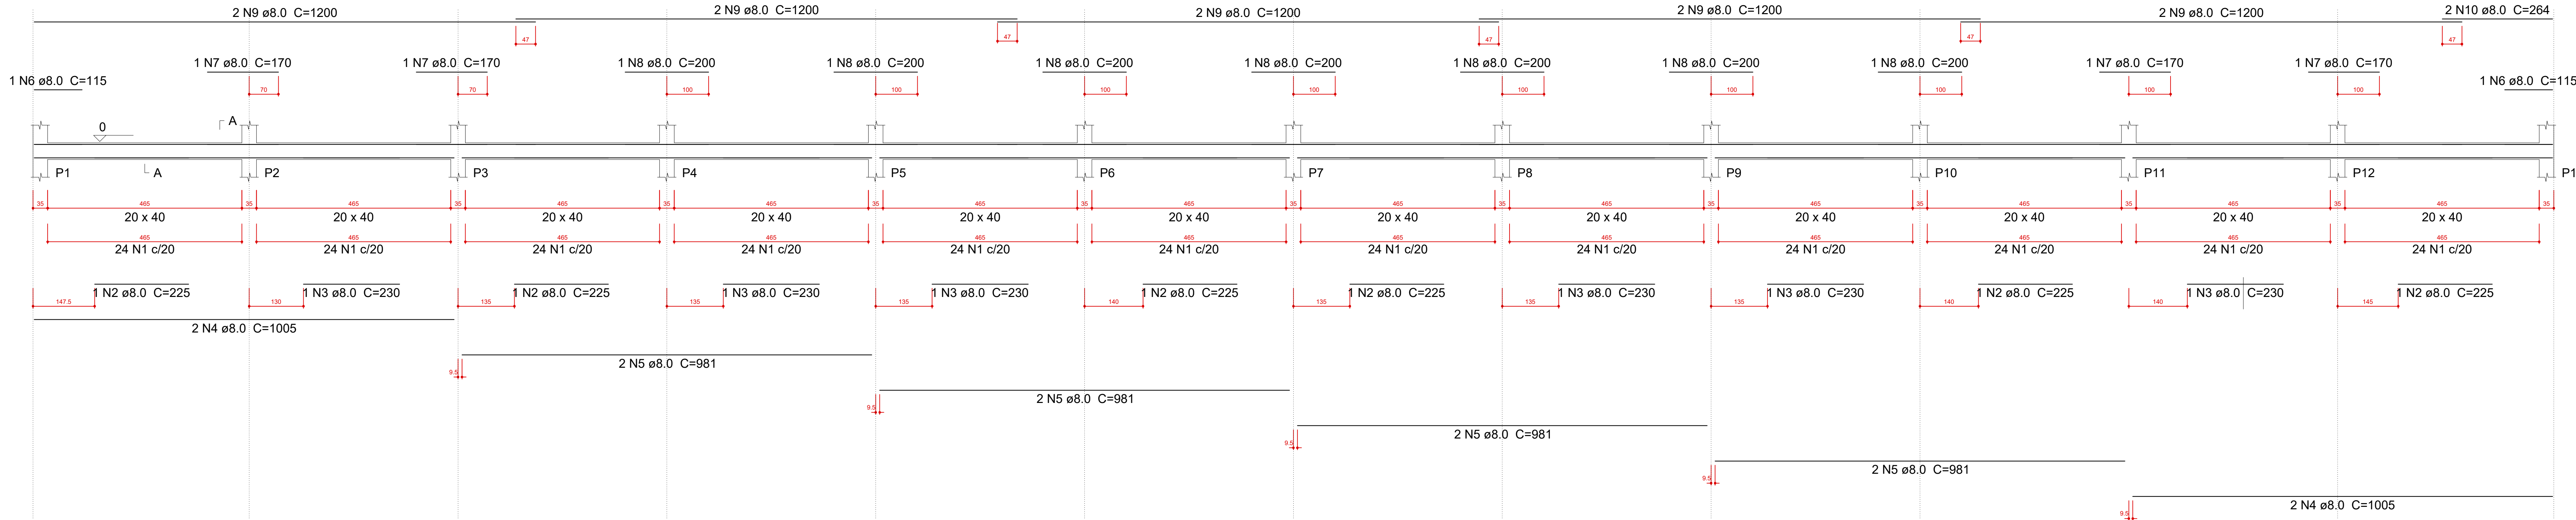 2 N9 ø8.0 C=1200 2 N9 ø8.0 C=1200 2 N9 ø8.0 C=1200 2 N9 ø8.0 C=1200 2 N9 ø8.0 C=1200 2 N10 ø8.0 C=264
47 47 47 47 47
1 N7 ø8.0 C=170 1 N7 ø8.0 C=170 1 N8 ø8.0 C=200 1 N8 ø8.0 C=200 1 N8 ø8.0 C=200 1 N8 ø8.0 C=200 1 N8 ø8.0 C=200 1 N8 ø8.0 C=200 1 N8 ø8.0 C=200 1 N7 ø8.0 C=170 1 N7 ø8.0 C=170
1 N6 ø8.0 C=115 1 N6 ø8.0 C=115
70 70 100 100 100 100 100 100 100 100 100
0 A
P1 A P2 P3 P4 P5 P6 P7 P8 P9 P10 P11 P12 P1
35 465 35 465 35 465 35 465 35 465 35 465 35 465 35 465 35 465 35 465 35 465 35 465 35
20 x 40 20 x 40 20 x 40 20 x 40 20 x 40 20 x 40 20 x 40 20 x 40 20 x 40 20 x 40 20 x 40 20 x 40
465 465 465 465 465 465 465 465 465 465 465 465
24 N1 c/20 24 N1 c/20 24 N1 c/20 24 N1 c/20 24 N1 c/20 24 N1 c/20 24 N1 c/20 24 N1 c/20 24 N1 c/20 24 N1 c/20 24 N1 c/20 24 N1 c/20
1 N2 ø8.0 C=225 1 N3 ø8.0 C=230 1 N2 ø8.0 C=225 1 N3 ø8.0 C=230 1 N3 ø8.0 C=230 1 N2 ø8.0 C=225 1 N2 ø8.0 C=225 1 N3 ø8.0 C=230 1 N3 ø8.0 C=230 1 N2 ø8.0 C=225 1 N3 ø8.0 C=230 1 N2 ø8.0 C=225
147.5 130 135 135 135 140 135 135 135 140 140 145
2 N4 ø8.0 C=1005
2 N5 ø8.0 C=981
9.5
2 N5 ø8.0 C=981
9.5
2 N5 ø8.0 C=981
9.5
2 N5 ø8.0 C=981
9.5
2 N4 ø8.0 C=1005
9.5